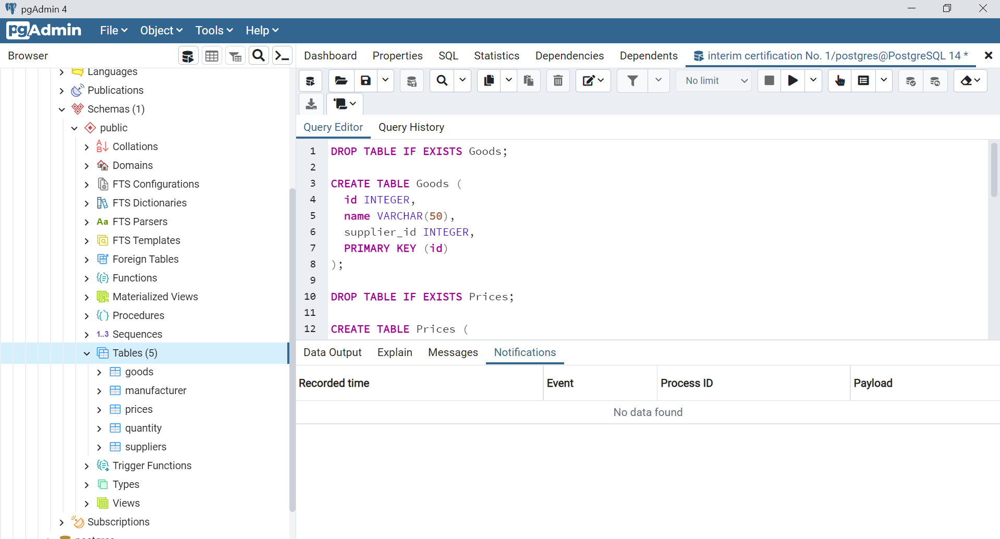 pgAdmin 4
pgAdmin File Object Tools Help
Browser
Dashboard Properties SQL Statistics Dependencies Dependents interim certification No. 1/postgres@PostgreSQL 14 *
Languages
Publications
Schemas (1)
public
Collations
Domains
FTS Configurations
FTS Dictionaries
Aa FTS Parsers
FTS Templates
Foreign Tables
Functions
Materialized Views
Procedures
1..3 Sequences
Tables (5)
goods
manufacturer
prices
quantity
suppliers
Trigger Functions
Types
Views
Subscriptions
No limit
Query Editor Query History
1 DROP TABLE IF EXISTS Goods;
2
3 CREATE TABLE Goods (
4 id INTEGER,
5 name VARCHAR(50),
6 supplier_id INTEGER,
7 PRIMARY KEY (id)
8 );
9
10 DROP TABLE IF EXISTS Prices;
11
12 CREATE TABLE Prices (
Data Output Explain Messages Notifications
Recorded time Event Process ID Payload
No data found